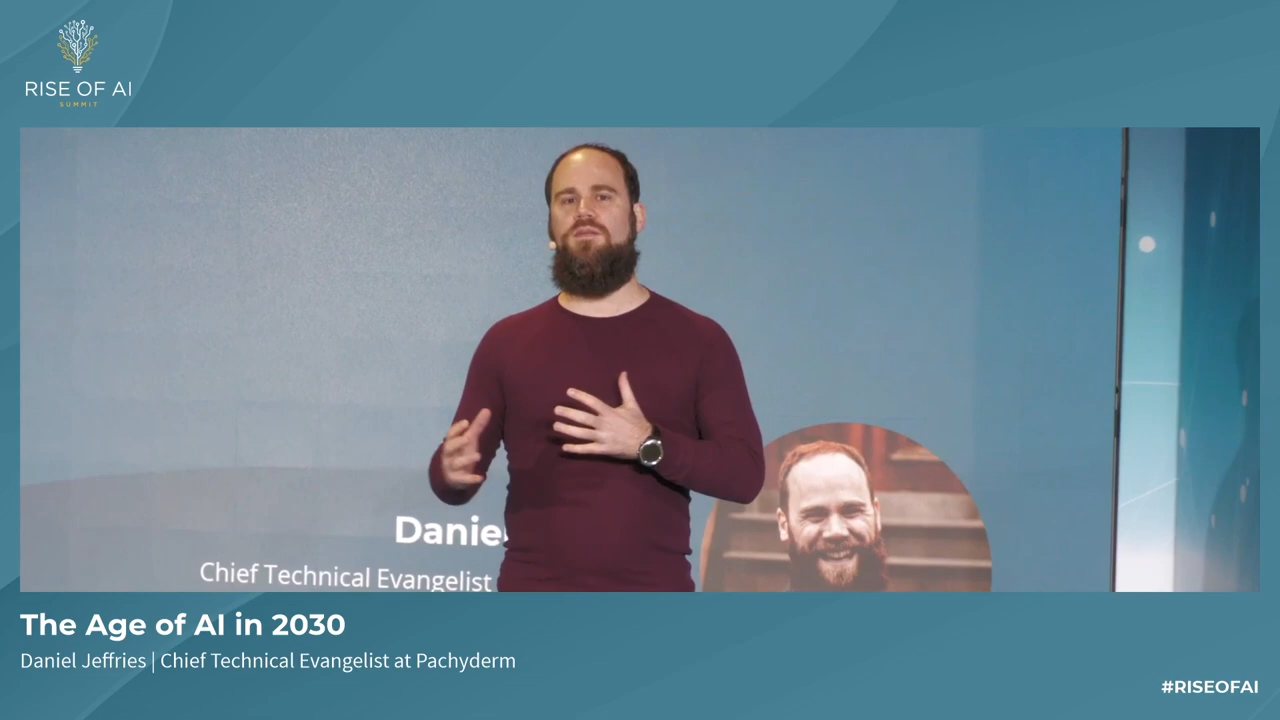 RISE OF AI
SUMMIT
Danie
Chief Technical Evangelist
The Age of AI in 2030
Daniel Jeffries | Chief Technical Evangelist at Pachyderm
#RISEOFAI